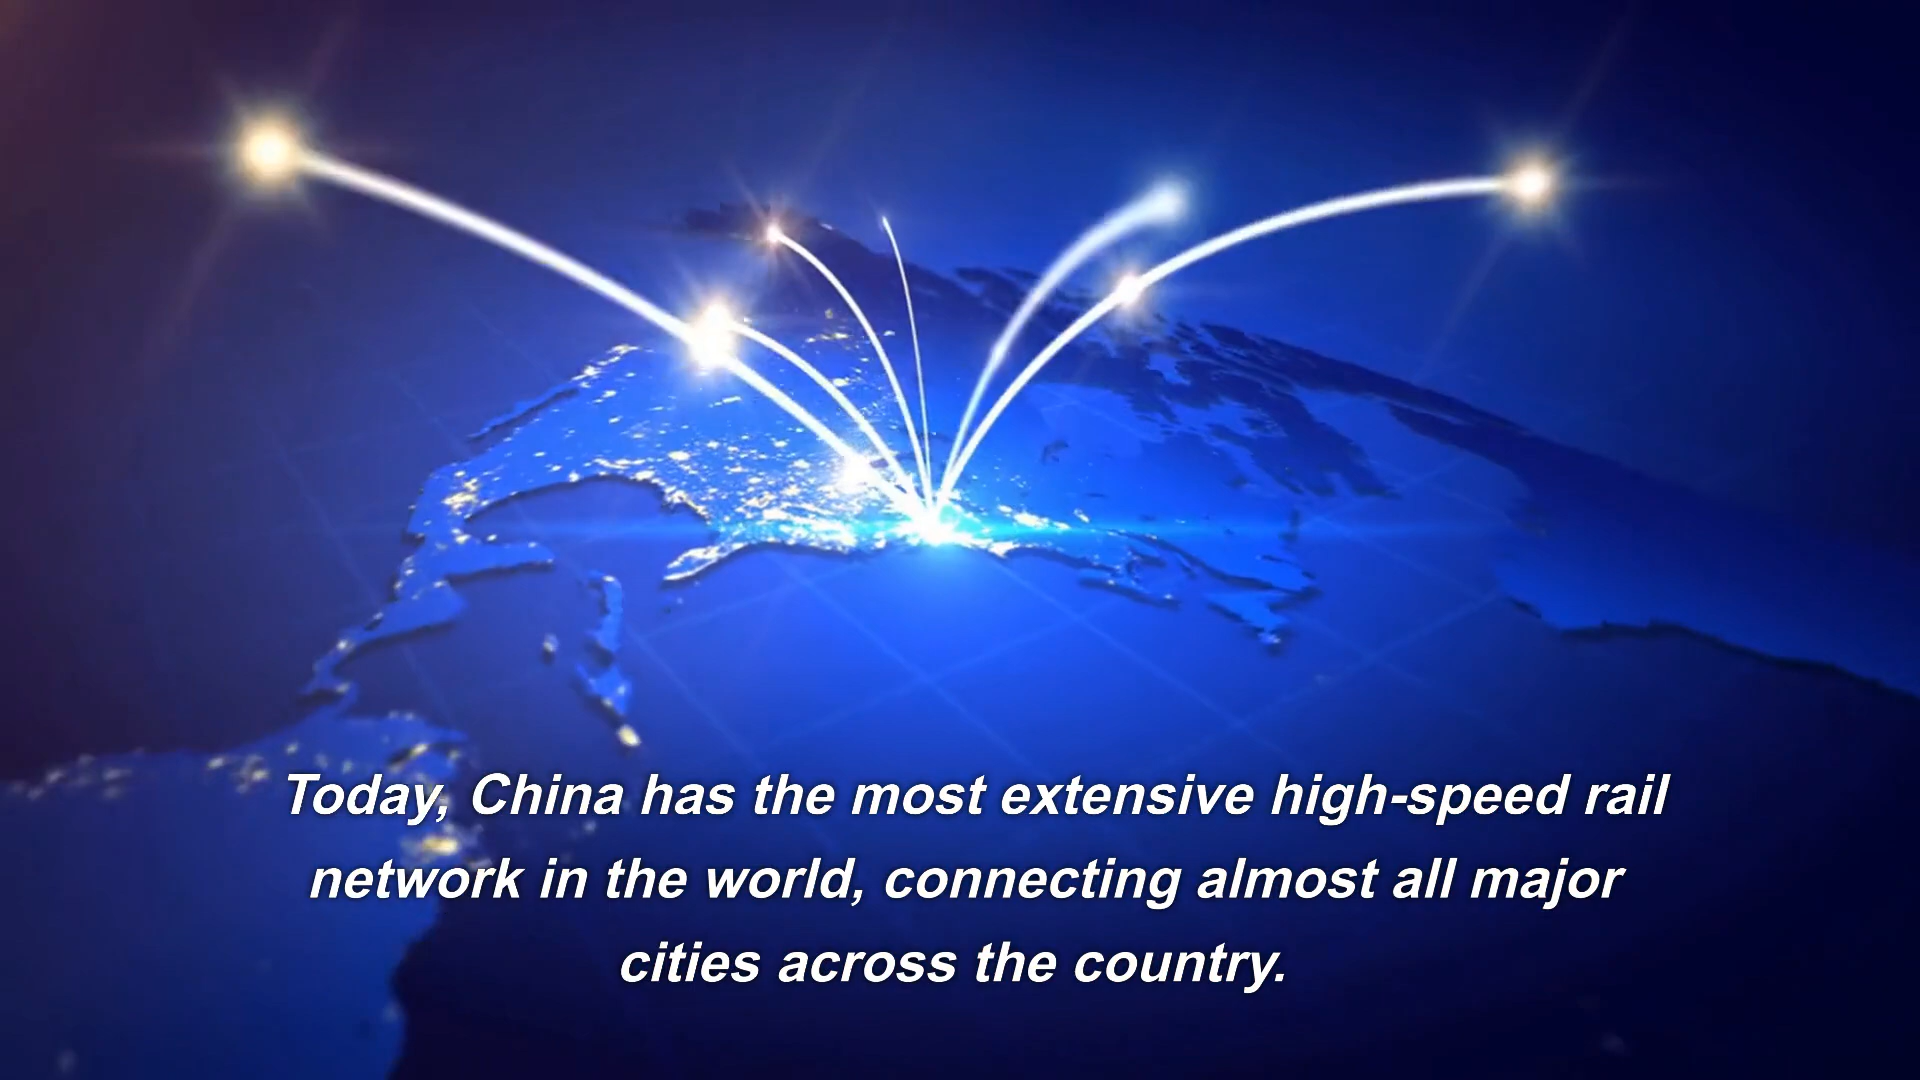 Today, China has the most extensive high-speed rail
network in the world, connecting almost all major
cities across the country.